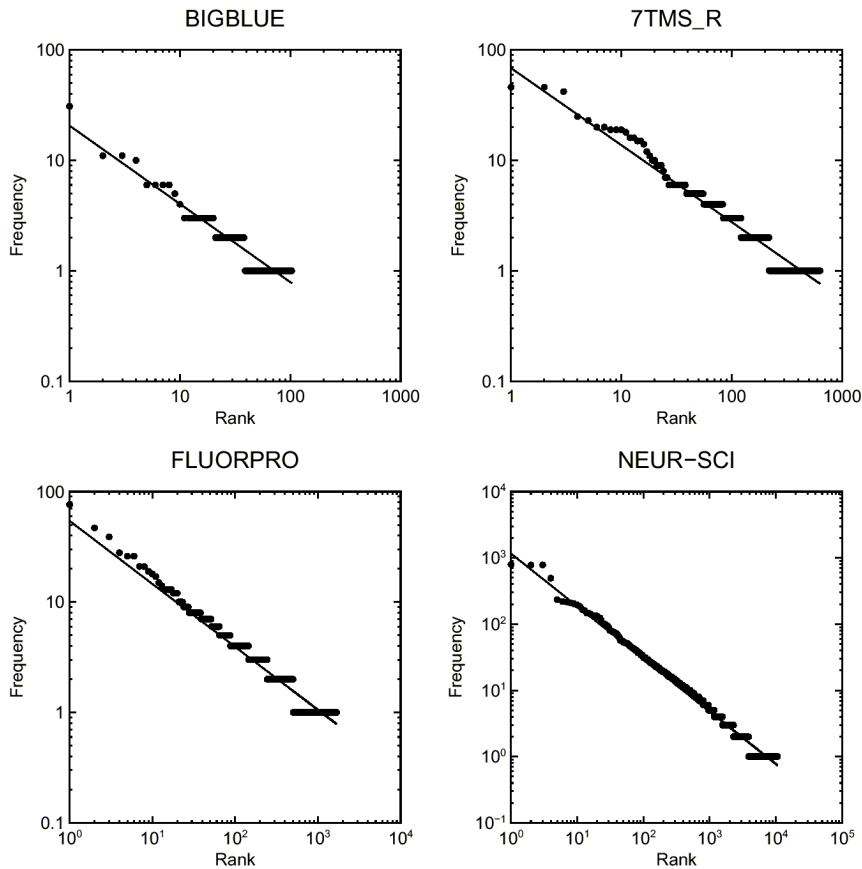 BIGBLUE
100
10
1
0.1
Frequency
1 10 100 1000
Rank
7TMS_R
100
10
1
0.1
Frequency
1 10 100 1000
Rank
FLUORPRO
100
10
1
0.1
Frequency
10⁰ 10¹ 10² 10³ 10⁴
Rank
NEUR−SCI
10⁴
10³
10²
10¹
10⁰
10⁻¹
Frequency
10⁰ 10¹ 10² 10³ 10⁴ 10⁵
Rank